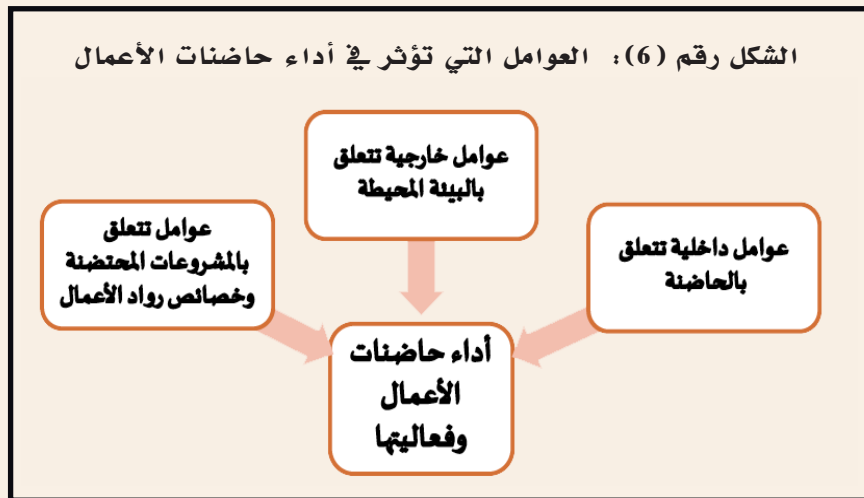 الشكل رقم (6): العوامل التي تؤثر في أداء حاضنات الأعمال
عوامل داخلية تتعلق
بالحاضنة
عوامل خارجية تتعلق
بالبيئة المحيطة
عوامل تتعلق
بالمشروعات المحتضنة
وخصائص رواد الأعمال
أداء حاضنات
الأعمال
وفعاليتها